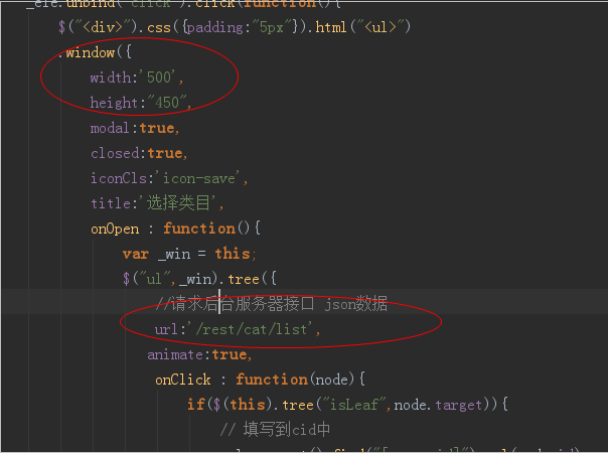 _ele.unbind('click').click(function(){
$("<div>").css({padding:"5px"}).html("<ul>")
.window({
width:'500',
height:"450",
modal:true,
closed:true,
iconCls:'icon-save',
title:'选择类目',
onOpen : function(){
var _win = this;
$("ul",_win).tree({
//请求后台服务器接口 json数据
url:'/rest/cat/list',
animate:true,
onClick : function(node){
if($(this).tree("isLeaf",node.target)){
// 填写到cid中